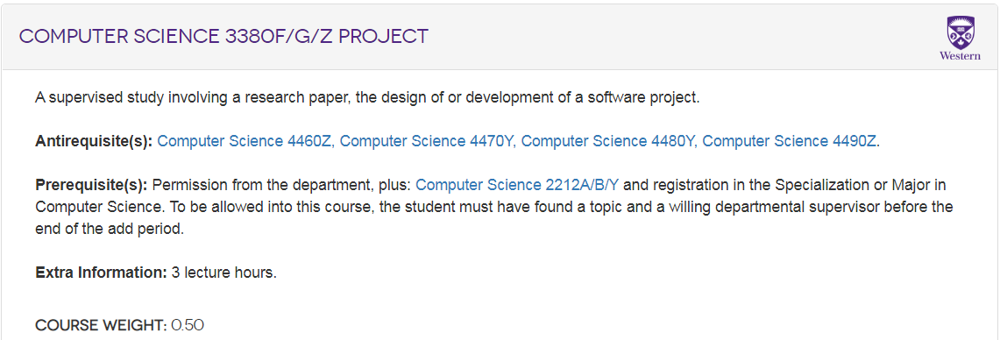 COMPUTER SCIENCE 3380F/G/Z PROJECT
Western
A supervised study involving a research paper, the design of or development of a software project.
Antirequisite(s): Computer Science 4460Z, Computer Science 4470Y, Computer Science 4480Y, Computer Science 4490Z.
Prerequisite(s): Permission from the department, plus: Computer Science 2212A/B/Y and registration in the Specialization or Major in
Computer Science. To be allowed into this course, the student must have found a topic and a willing departmental supervisor before the
end of the add period.
Extra Information: 3 lecture hours.
COURSE WEIGHT: 0.50